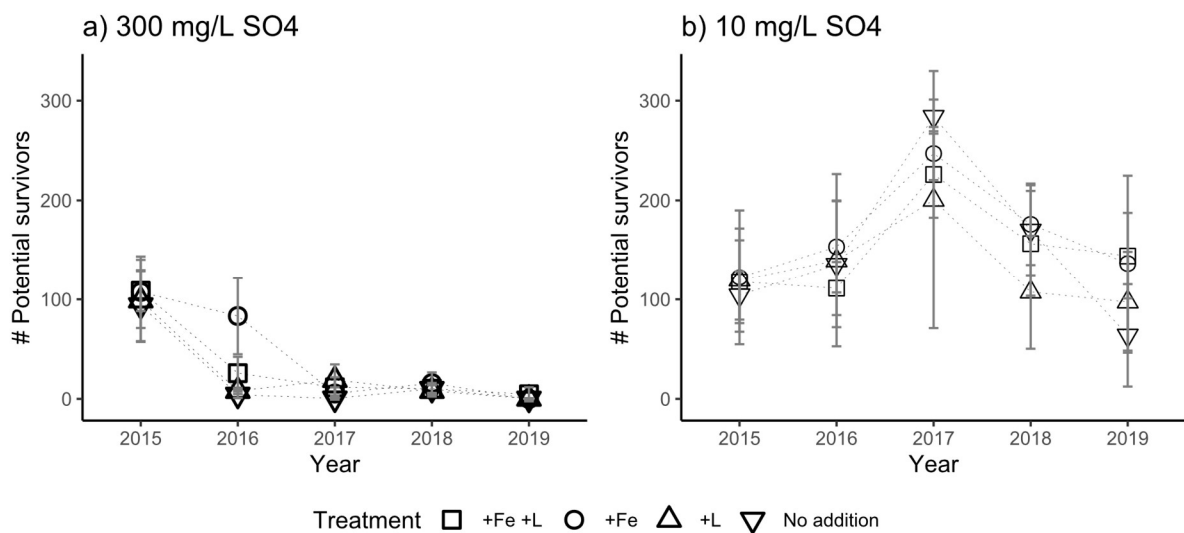 a) 300 mg/L SO4
b) 10 mg/L SO4
# Potential survivors
300
200
100
0
2015 2016 2017 2018 2019
Year
# Potential survivors
300
200
100
0
2015 2016 2017 2018 2019
Year
Treatment +Fe +L +Fe +L No addition